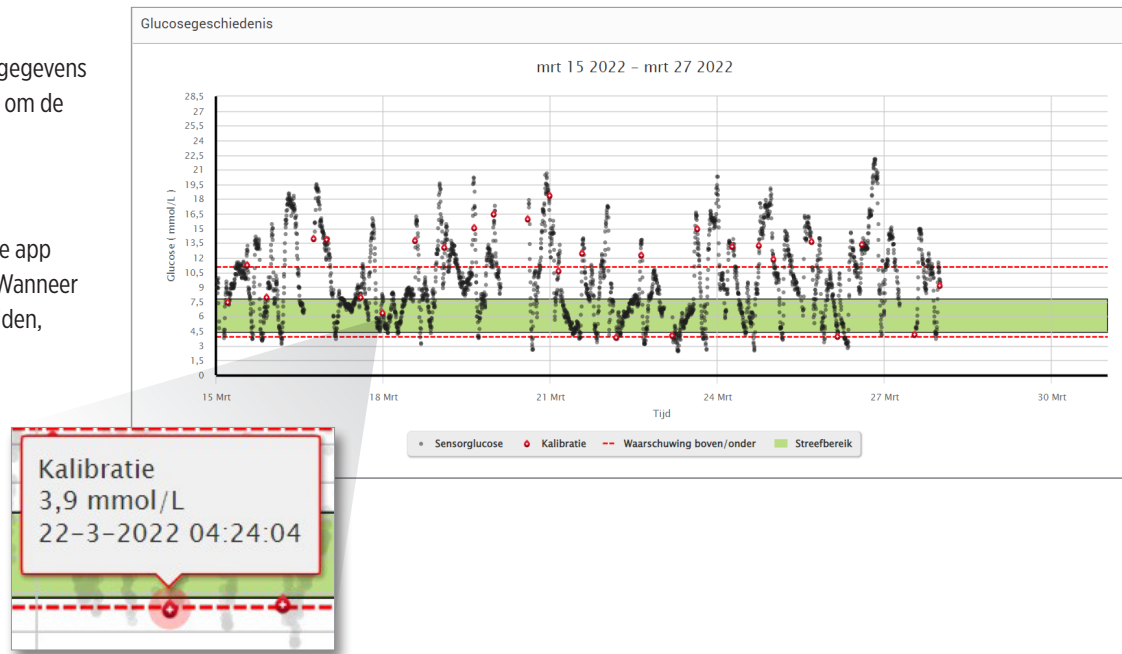 gegevens
om de
e app
Wanneer
den,
Glucosegeschiedenis
mrt 15 2022 – mrt 27 2022
Glucose ( mmol/L )
28,5
27
25,5
24
22,5
21
19,5
18
16,5
15
13,5
12
10,5
9
7,5
6
4,5
3
1,5
0
15 Mrt
18 Mrt
21 Mrt
24 Mrt
27 Mrt
30 Mrt
Tijd
Sensorglucose
Kalibratie
Waarschuwing boven/onder
Streefbereik
Kalibratie
3,9 mmol/L
22-3-2022 04:24:04